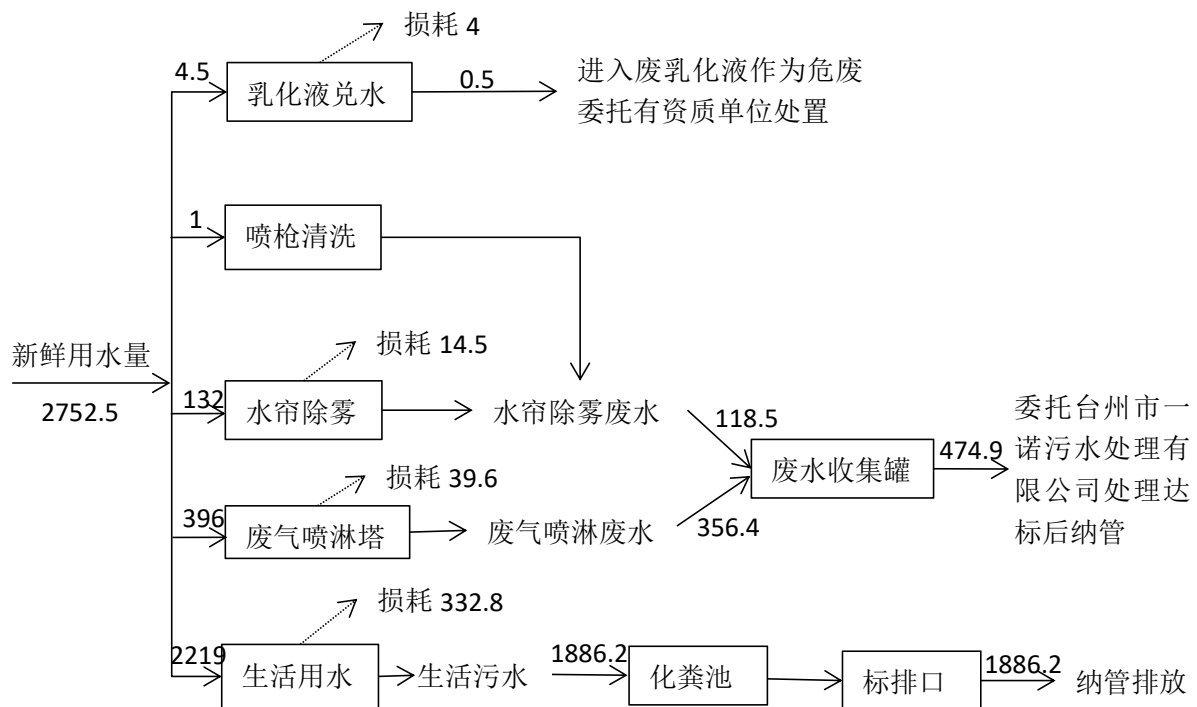 损耗 4
4.5
乳化液兑水
0.5
进入废乳化液作为危废
委托有资质单位处置
1
喷枪清洗
新鲜用水量
2752.5
损耗 14.5
132
水帘除雾
水帘除雾废水
118.5
废水收集罐
474.9
委托台州市一
诺污水处理有
限公司处理达
标后纳管
损耗 39.6
396
废气喷淋塔
废气喷淋废水
356.4
损耗 332.8
2219
生活用水
生活污水
1886.2
化粪池
标排口
1886.2
纳管排放